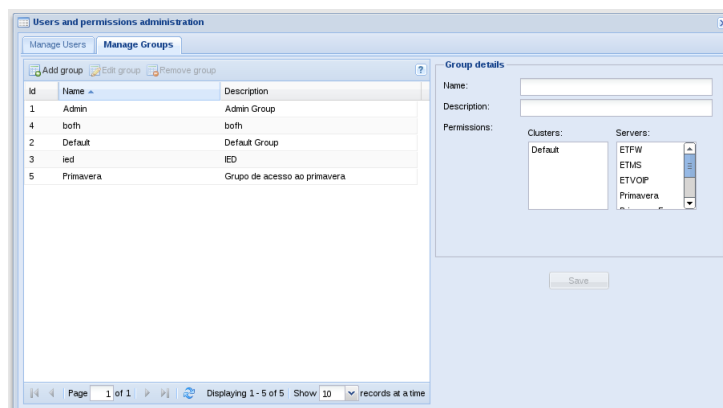 Users and permissions administration
Manage Users Manage Groups
Add group Edit group Remove group ?
Id Name Description
1 Admin Admin Group
4 bofh bofh
2 Default Default Group
3 ied IED
5 Primavera Grupo de acesso ao primavera
Page 1 of 1 Displaying 1 - 5 of 5 Show 10 records at a time
Group details
Name:
Description:
Permissions:
Clusters: Servers:
Default
ETFW
ETMS
ETVOIP
Primavera
Save